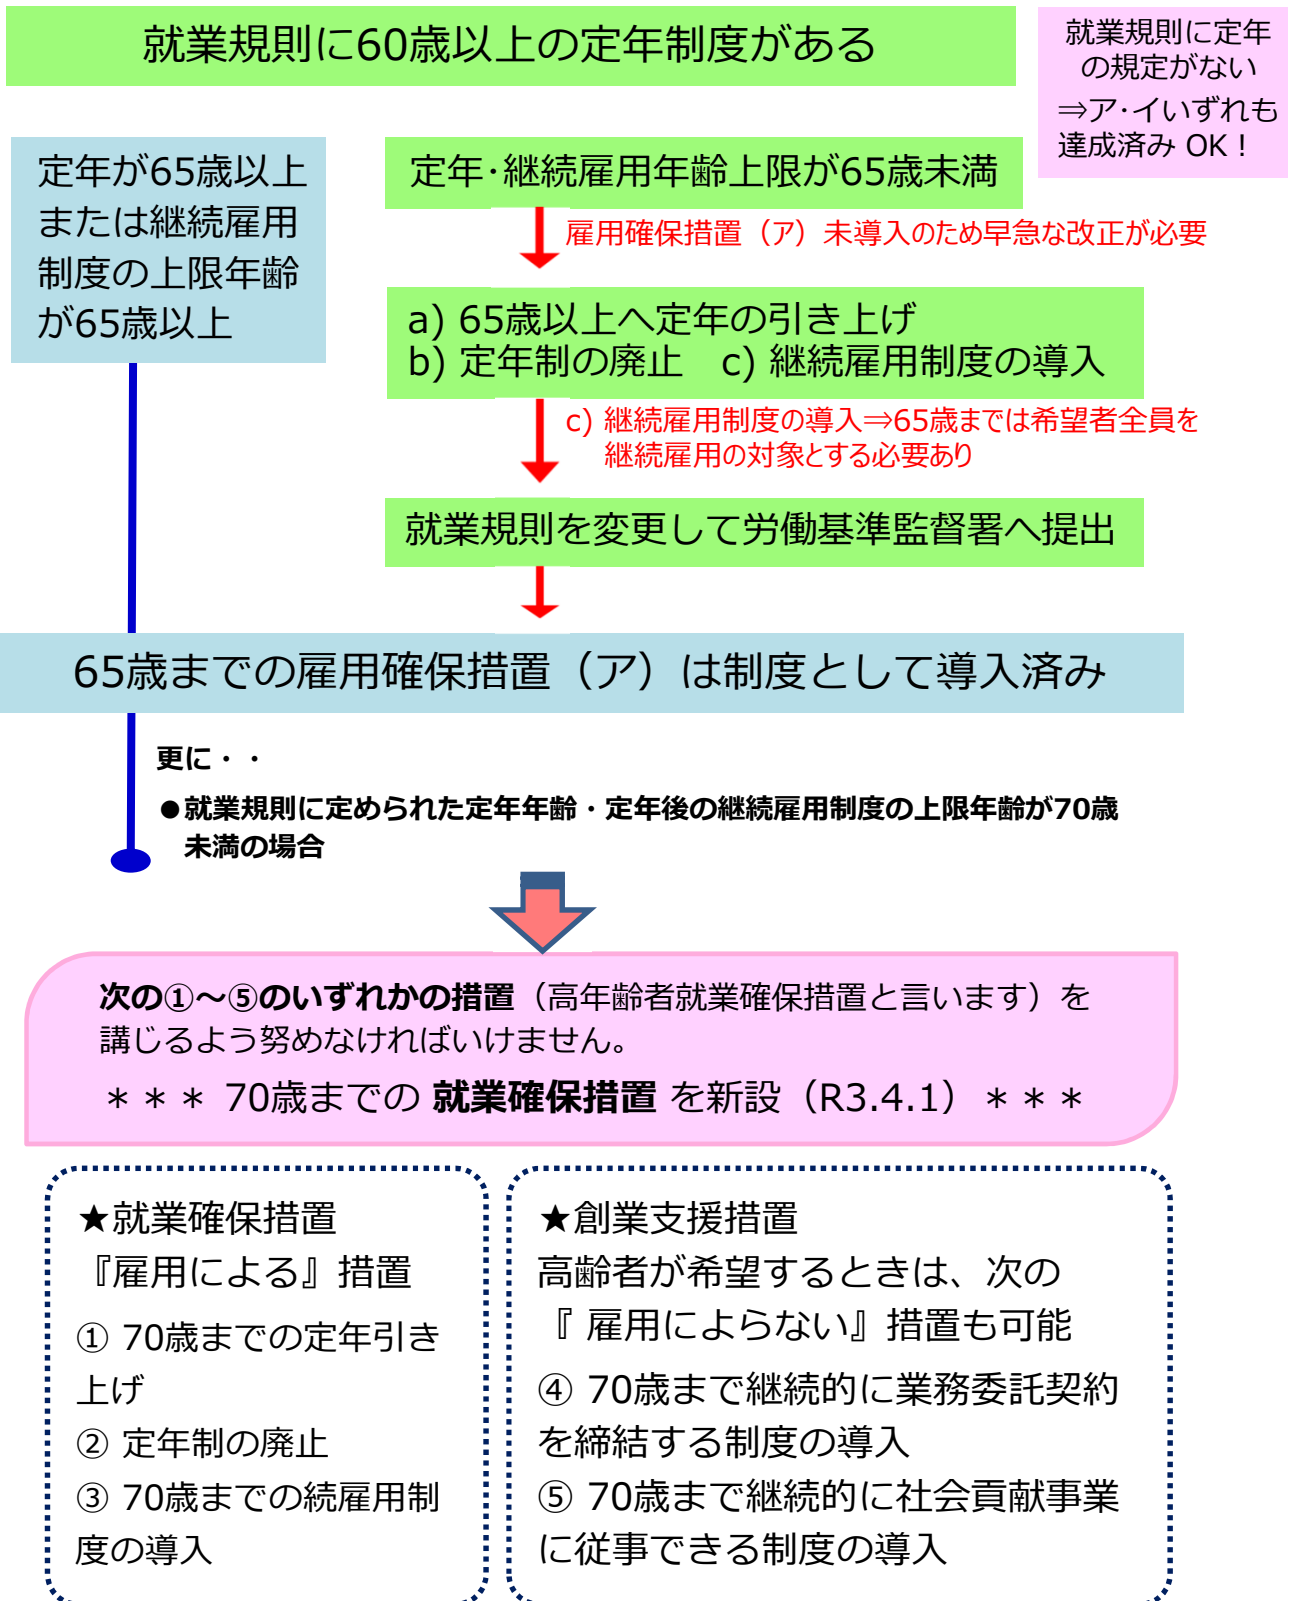 就業規則に60歳以上の定年制度がある
就業規則に定年
の規定がない
⇒ア・イいずれも
達成済み OK！
定年が65歳以上
または継続雇用
制度の上限年齢
が65歳以上
定年・継続雇用年齢上限が65歳未満
雇用確保措置（ア）未導入のため早急な改正が必要
a) 65歳以上へ定年の引き上げ
b) 定年制の廃止　c) 継続雇用制度の導入
c) 継続雇用制度の導入⇒65歳までは希望者全員を
継続雇用の対象とする必要あり
就業規則を変更して労働基準監督署へ提出
65歳までの雇用確保措置（ア）は制度として導入済み
更に・・
●就業規則に定められた定年年齢・定年後の継続雇用制度の上限年齢が70歳
未満の場合
次の①～⑤のいずれかの措置（高年齢者就業確保措置と言います）を
講じるよう努めなければいけません。
＊＊＊ 70歳までの 就業確保措置 を新設（R3.4.1）＊＊＊
★就業確保措置
『雇用による』措置
① 70歳までの定年引き
上げ
② 定年制の廃止
③ 70歳までの続雇用制
度の導入
★創業支援措置
高齢者が希望するときは、次の
『 雇用によらない』措置も可能
④ 70歳まで継続的に業務委託契約
を締結する制度の導入
⑤ 70歳まで継続的に社会貢献事業
に従事できる制度の導入